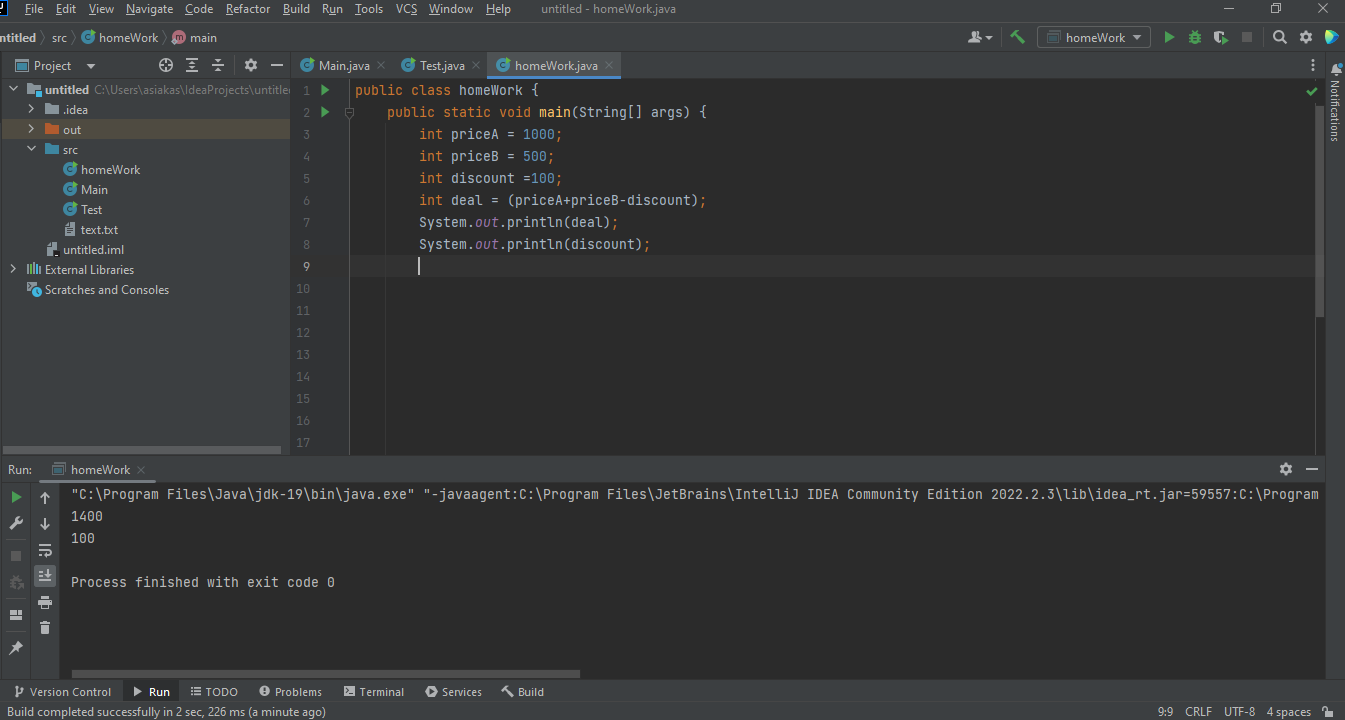 File Edit View Navigate Code Refactor Build Run Tools VCS Window Help untitled - homeWork.java
ntitled src homeWork main homeWork
Project Main.java Test.java homeWork.java
untitled C:\Users\asiakas\IdeaProjects\untitle
.idea
out
src
homeWork
Main
Test
text.txt
untitled.iml
External Libraries
Scratches and Consoles
1 public class homeWork {
2 public static void main(String[] args) {
3 int priceA = 1000;
4 int priceB = 500;
5 int discount =100;
6 int deal = (priceA+priceB-discount);
7 System.out.println(deal);
8 System.out.println(discount);
9
10
11
12
13
14
15
16
17
Notifications
Run: homeWork
"C:\Program Files\Java\jdk-19\bin\java.exe" "-javaagent:C:\Program Files\JetBrains\IntelliJ IDEA Community Edition 2022.2.3\lib\idea_rt.jar=59557:C:\Program
1400
100
Process finished with exit code 0
Version Control Run TODO Problems Terminal Services Build
Build completed successfully in 2 sec, 226 ms (a minute ago) 9:9 CRLF UTF-8 4 spaces